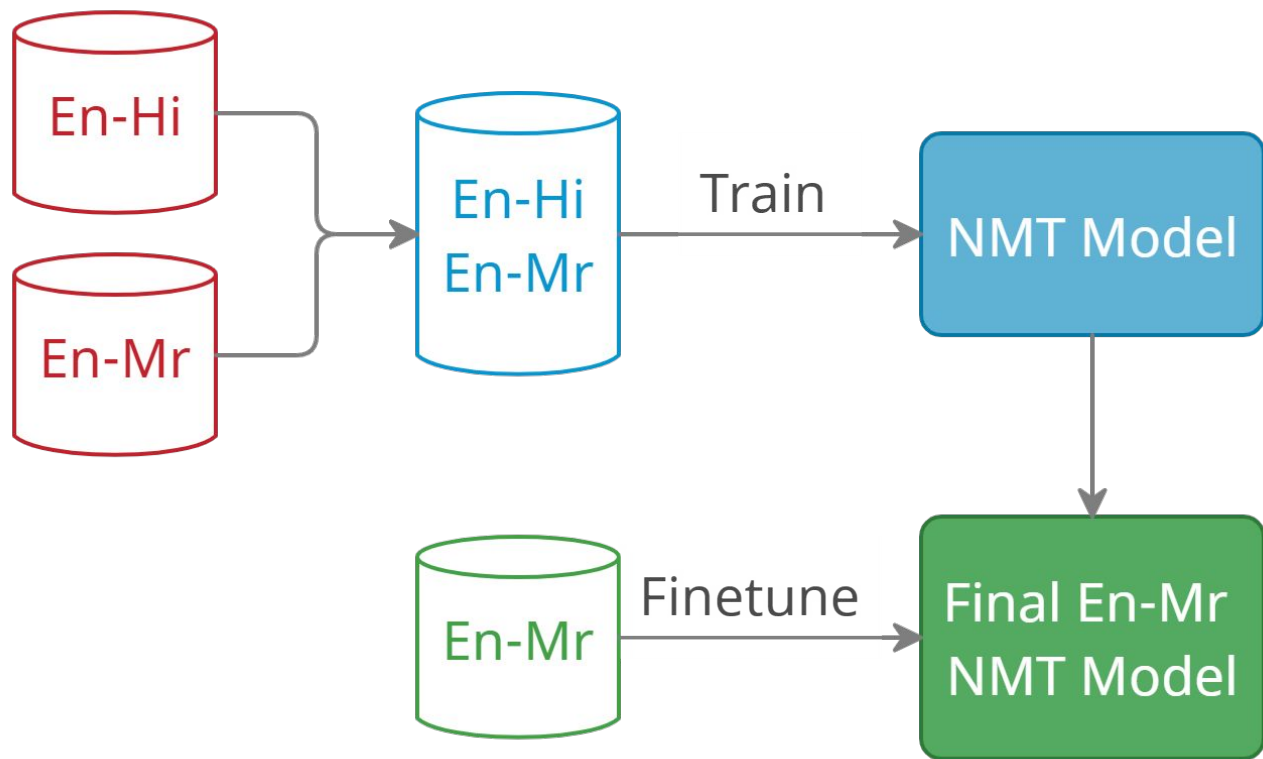 En-Hi
En-Mr
En-Hi
En-Mr
Train
NMT Model
En-Mr
Finetune
Final En-Mr
NMT Model